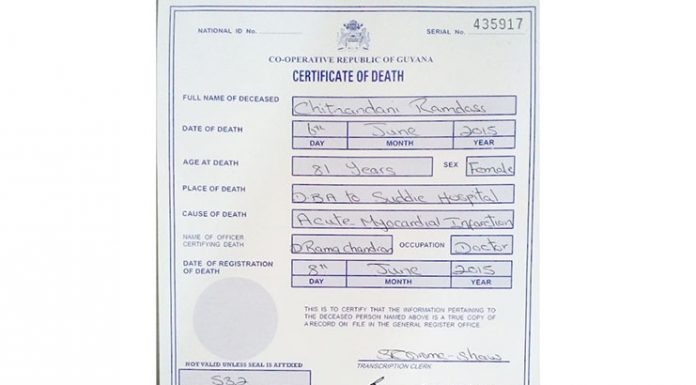 NATIONAL ID No. SERIAL No. 435917
CO-OPERATIVE REPUBLIC OF GUYANA
CERTIFICATE OF DEATH
FULL NAME OF DECEASED Chitnandani Ramdass
DATE OF DEATH 6th June 2015
DAY MONTH YEAR
AGE AT DEATH 81 Years SEX Female
PLACE OF DEATH DBA to Suddie Hospital
CAUSE OF DEATH Acute Myocardial Infarction
NAME OF OFFICER
CERTIFYING DEATH D Ramachandran OCCUPATION Doctor
DATE OF REGISTRATION
OF DEATH 8th June 2015
DAY MONTH YEAR
THIS IS TO CERTIFY THAT THE INFORMATION PERTAINING TO
THE DECEASED PERSON NAMED ABOVE IS A TRUE COPY OF
A RECORD ON FILE IN THE GENERAL REGISTER OFFICE.
TRANSCRIPTION CLERK
NOT VALID UNLESS SEAL IS AFFIXED
532